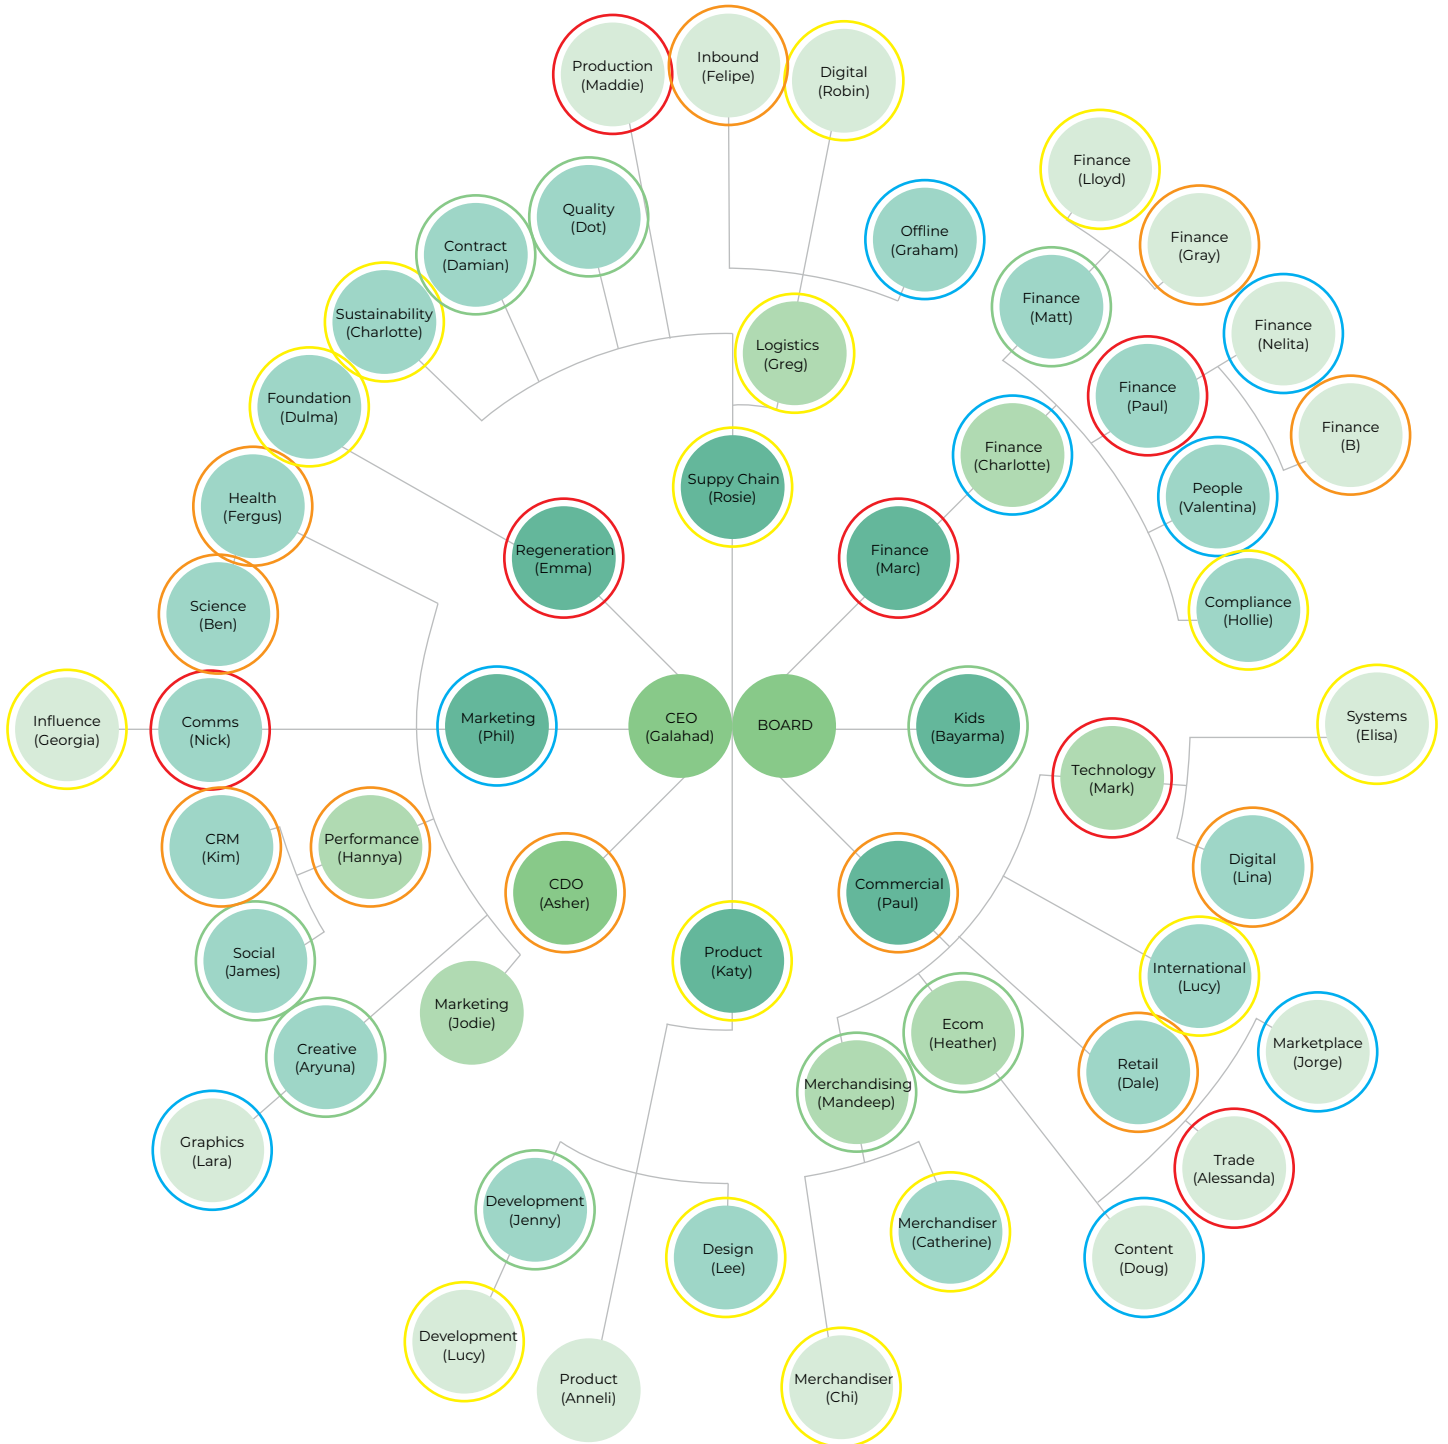 Production
(Maddie)
Inbound
(Felipe)
Digital
(Robin)
Finance
(Lloyd)
Quality
(Dot)
Contract
(Damian)
Offline
(Graham)
Finance
(Gray)
Sustainability
(Charlotte)
Finance
(Matt)
Finance
(Nelita)
Logistics
(Greg)
Foundation
(Dulma)
Finance
(Paul)
Finance
(B)
Finance
(Charlotte)
Suppy Chain
(Rosie)
Health
(Fergus)
People
(Valentina)
Regeneration
(Emma)
Finance
(Marc)
Science
(Ben)
Compliance
(Hollie)
Influence
(Georgia)
Comms
(Nick)
Marketing
(Phil)
CEO
(Galahad)
BOARD
Kids
(Bayarma)
Systems
(Elisa)
Technology
(Mark)
CRM
(Kim)
Performance
(Hannya)
CDO
(Asher)
Commercial
(Paul)
Digital
(Lina)
Social
(James)
Product
(Katy)
International
(Lucy)
Marketing
(Jodie)
Ecom
(Heather)
Creative
(Aryuna)
Retail
(Dale)
Marketplace
(Jorge)
Merchandising
(Mandeep)
Graphics
(Lara)
Trade
(Alessanda)
Development
(Jenny)
Design
(Lee)
Merchandiser
(Catherine)
Content
(Doug)
Development
(Lucy)
Product
(Anneli)
Merchandiser
(Chi)